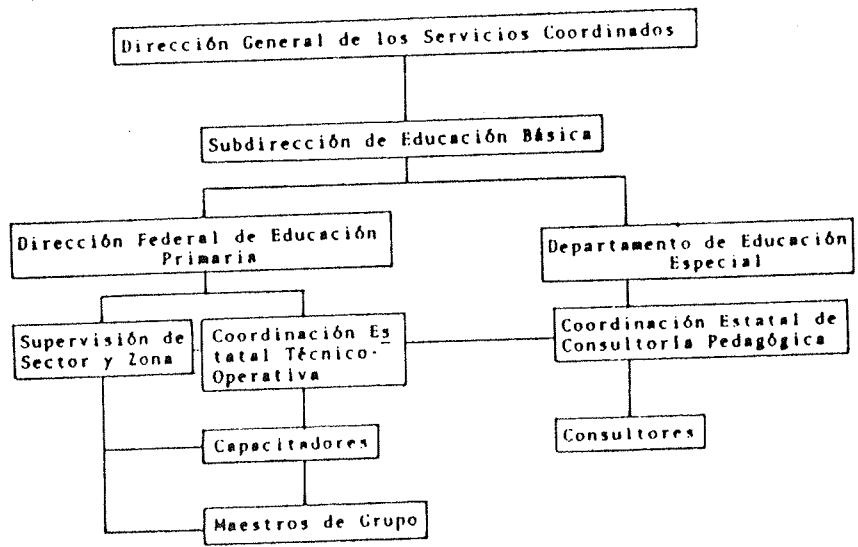 Dirección General de los Servicios Coordinados
Subdirección de Educación Básica
Dirección Federal de Educación
Primaria
Departamento de Educación
Especial
Supervisión de
Sector y Zona
Coordinación Es
tatal Técnico-
Operativa
Coordinación Estatal de
Consultoría Pedagógica
Capacitadores
Consultores
Maestros de Grupo